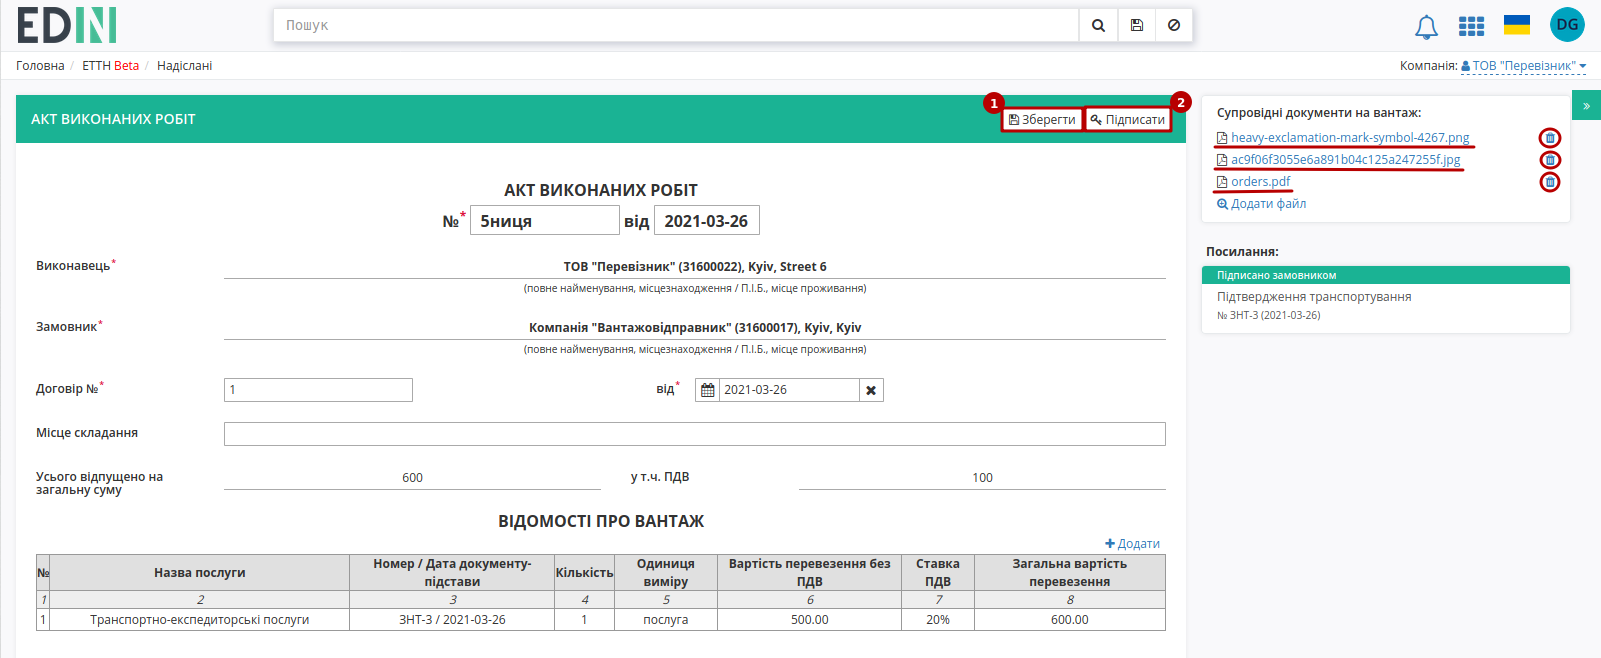 EDIN
Пошук
DG
Головна / ЕТТН Beta / Надіслані
Компанія: ТОВ "Перевізник"
АКТ ВИКОНАНИХ РОБІТ
1
Зберегти
2
Підписати
АКТ ВИКОНАНИХ РОБІТ
№* 5ниця від 2021-03-26
Виконавець*
ТОВ "Перевізник" (31600022), Kyiv, Street 6
(повне найменування, місцезнаходження / П.І.Б., місце проживання)
Замовник*
Компанія "Вантажовідправник" (31600017), Kyiv, Kyiv
(повне найменування, місцезнаходження / П.І.Б., місце проживання)
Договір №* 1 від* 2021-03-26
Місце складання
Усього відпущено на
загальну суму
600
у т.ч. ПДВ
100
ВІДОМОСТІ ПРО ВАНТАЖ
Додати
№ Назва послуги Номер / Дата документу-підстави Кількість Одиниця виміру Вартість перевезення без ПДВ Ставка ПДВ Загальна вартість перевезення
1 2 3 4 5 6 7 8
1 Транспортно-експедиторські послуги ЗНТ-3 / 2021-03-26 1 послуга 500.00 20% 600.00
»
Супровідні документи на вантаж:
heavy-exclamation-mark-symbol-4267.png
ac9f06f3055e6a891b04c125a247255f.jpg
orders.pdf
Додати файл
Посилання:
Підписано замовником
Підтвердження транспортування
№ ЗНТ-3 (2021-03-26)